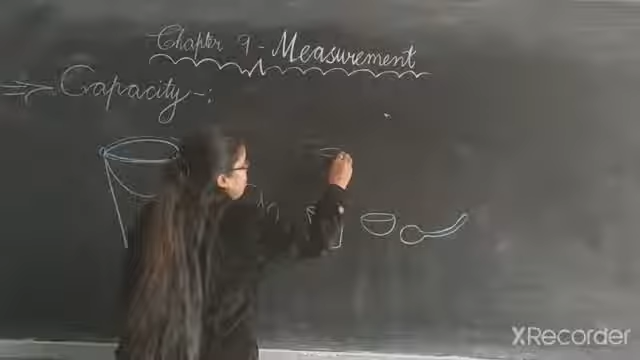 Chapter 9 - Measurement
⇒ Capacity -:
XRecorder